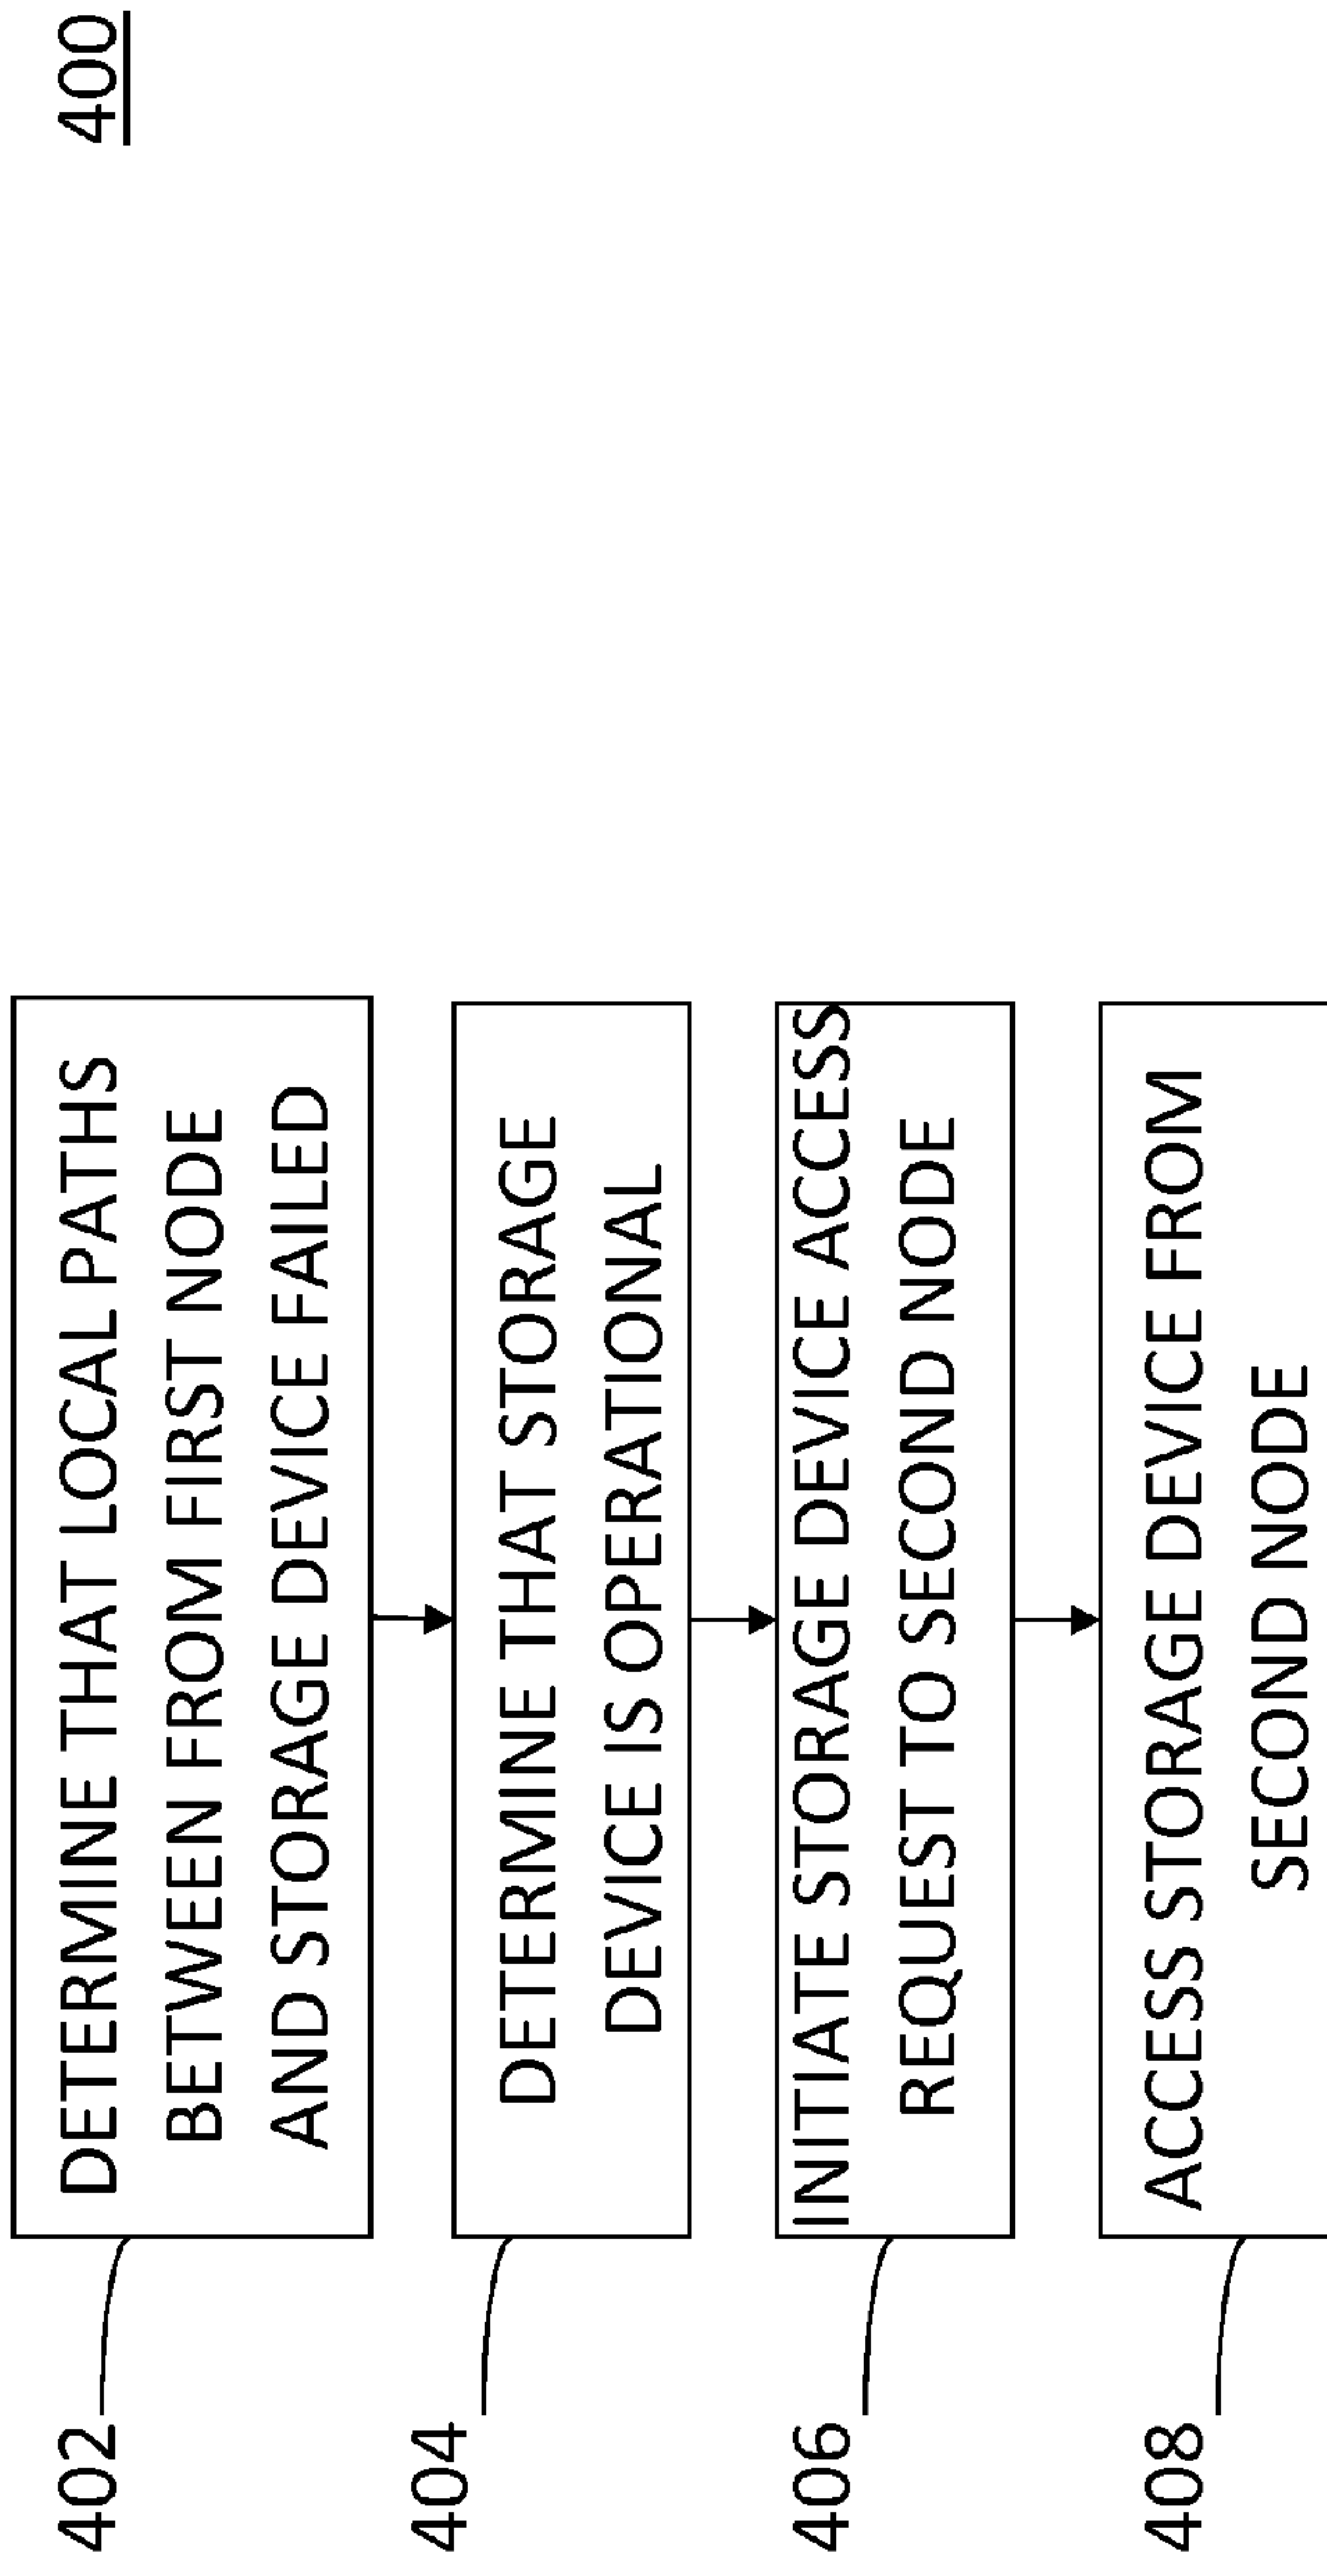 400
402
DETERMINE THAT LOCAL PATHS
BETWEEN FROM FIRST NODE
AND STORAGE DEVICE FAILED
404
DETERMINE THAT STORAGE
DEVICE IS OPERATIONAL
406
INITIATE STORAGE DEVICE ACCESS
REQUEST TO SECOND NODE
408
ACCESS STORAGE DEVICE FROM
SECOND NODE